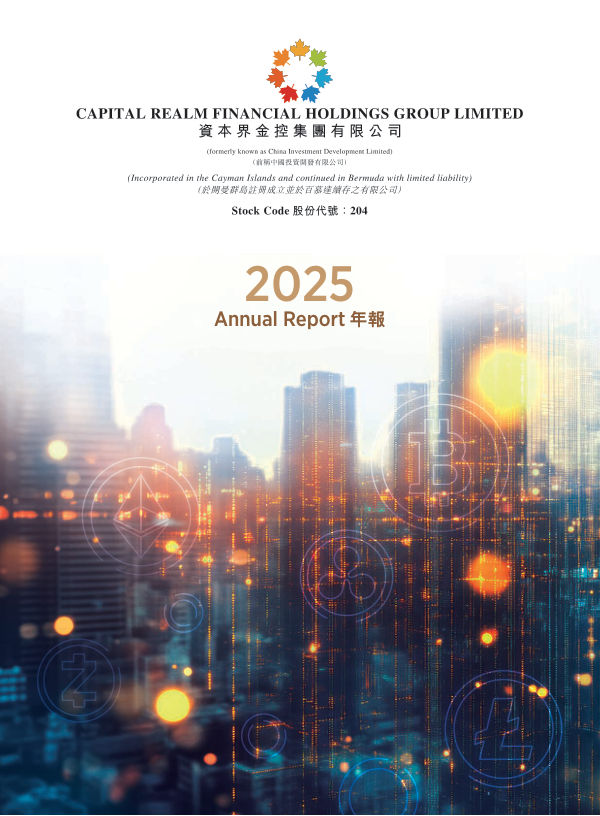 CAPITAL REALM FINANCIAL HOLDINGS GROUP LIMITED
資本界金控集團有限公司
(formerly known as China Investment Development Limited)
(前稱中國投資開發有限公司)
(Incorporated in the Cayman Islands and continued in Bermuda with limited liability)
(於開曼群島註冊成立並於百慕達續存之有限公司)
Stock Code 股份代號：204
2025
Annual Report 年報